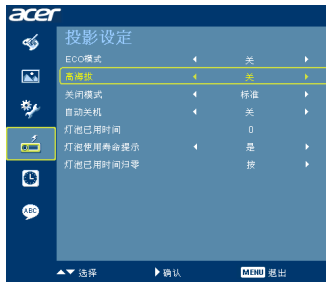 acer
投影设定
ECO模式 关
高海拔 关
关闭模式 标准
自动关机 关
灯泡已用时间 0
灯泡使用寿命提示 是
灯泡已用时间归零 按
ABC
选择 确认 MENU 退出